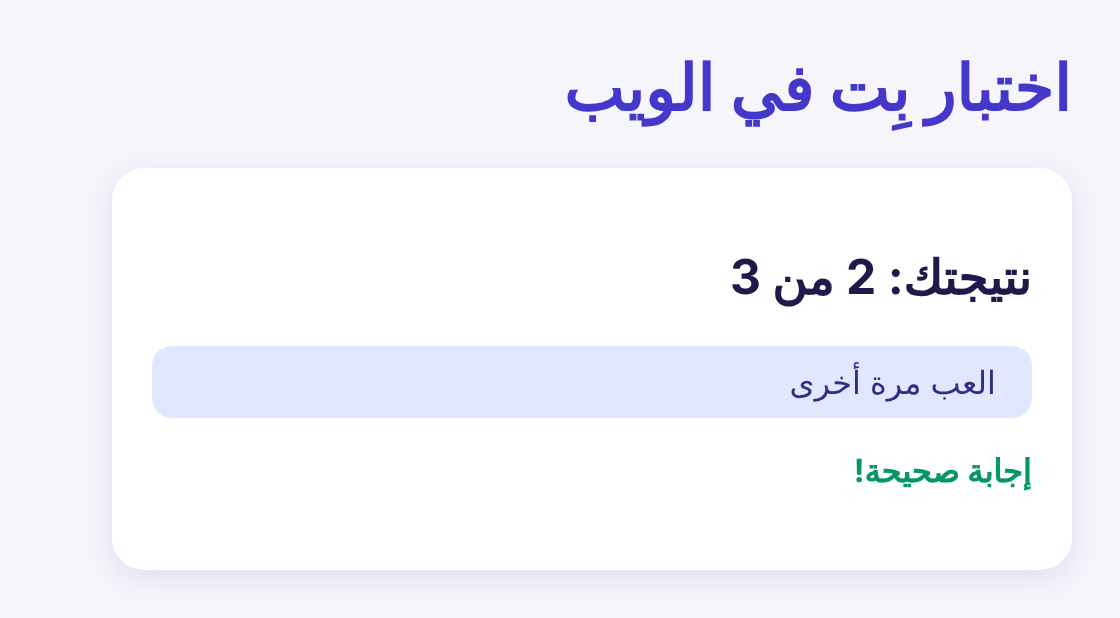 اختبار بِت في الويب
نتيجتك: 2 من 3
العب مرة أخرى
إجابة صحيحة!